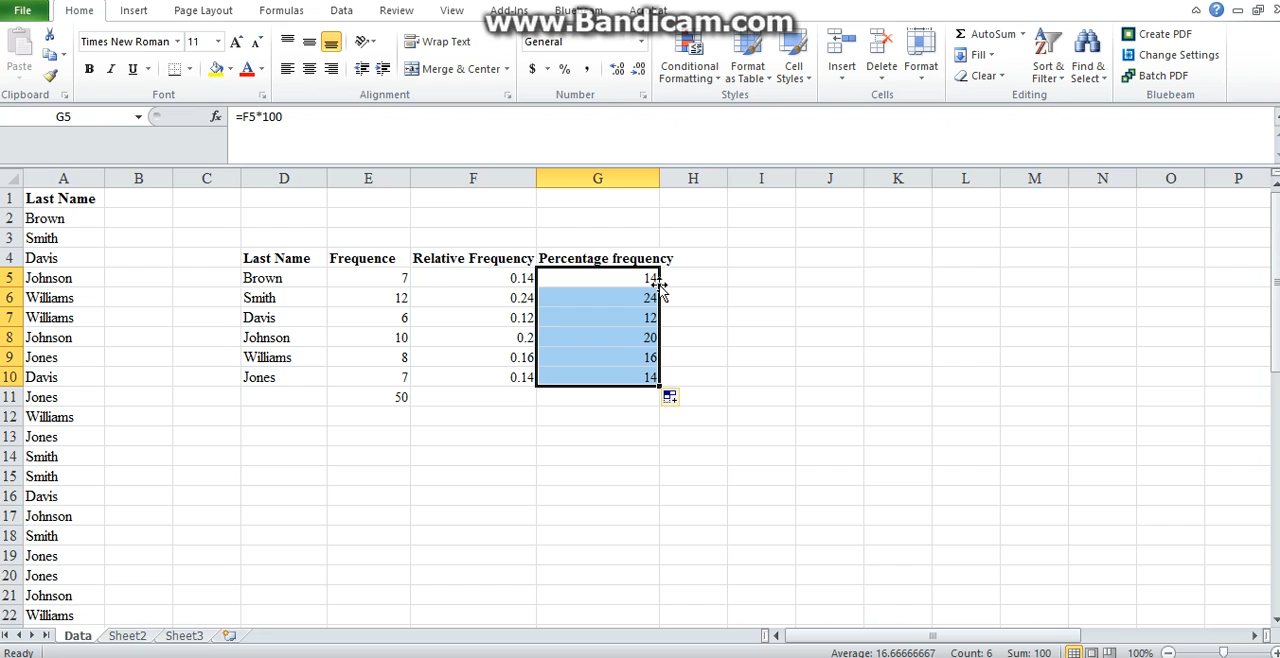 www.Bandicam.com
File Home Insert Page Layout Formulas Data Review View Add-Ins
Paste
Times New Roman 11
B I U
Wrap Text
Merge & Center
General
$ % ,
Conditional Formatting
Format as Table
Cell Styles
Insert
Delete
Format
AutoSum
Fill
Clear
Sort & Filter
Find & Select
Create PDF
Change Settings
Batch PDF
Clipboard Font Alignment Number Styles Cells Editing Bluebeam
G5 fx =F5*100
A B C D E F G H I J K L M N O P
1 Last Name
2 Brown
3 Smith
4 Davis Last Name Frequence Relative Frequency Percentage frequency
5 Johnson Brown 7 0.14 14
6 Williams Smith 12 0.24 24
7 Williams Davis 6 0.12 12
8 Johnson Johnson 10 0.2 20
9 Jones Williams 8 0.16 16
10 Davis Jones 7 0.14 14
11 Jones 50
12 Williams
13 Jones
14 Smith
15 Smith
16 Davis
17 Johnson
18 Smith
19 Jones
20 Jones
21 Johnson
22 Williams
Data Sheet2 Sheet3
Ready Average: 16.66666667 Count: 6 Sum: 100 100%